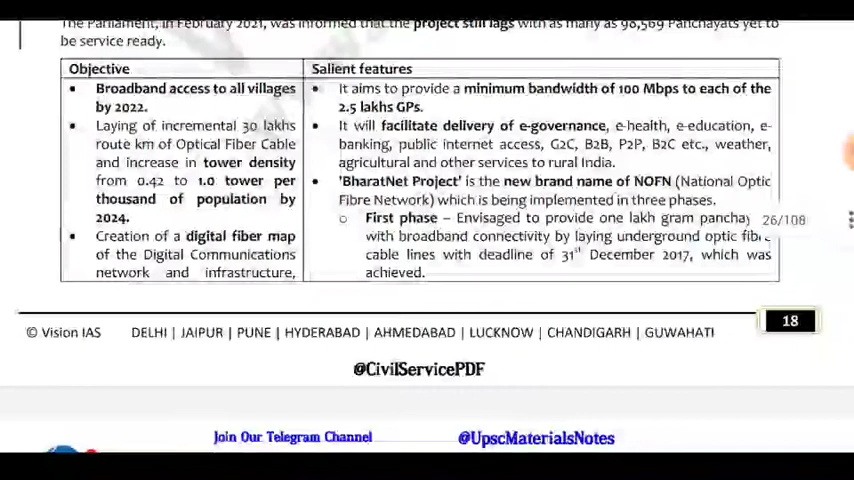 The Parliament, in February 2021, was informed that the project still lags with as many as 98,569 Panchayats yet to
be service ready.
Objective
• Broadband access to all villages
by 2022.
• Laying of incremental 30 lakhs
route km of Optical Fiber Cable
and increase in tower density
from 0.42 to 1.0 tower per
thousand of population by
2024.
• Creation of a digital fiber map
of the Digital Communications
network and infrastructure,
Salient features
• It aims to provide a minimum bandwidth of 100 Mbps to each of the
2.5 lakhs GPs.
• It will facilitate delivery of e-governance, e-health, e-education, e-
banking, public internet access, G2C, B2B, P2P, B2C etc., weather,
agricultural and other services to rural India.
• 'BharatNet Project' is the new brand name of NOFN (National Optic
Fibre Network) which is being implemented in three phases.
o First phase – Envisaged to provide one lakh gram panchay
with broadband connectivity by laying underground optic fibre
cable lines with deadline of 31st December 2017, which was
achieved.
26/108
18
© Vision IAS DELHI | JAIPUR | PUNE | HYDERABAD | AHMEDABAD | LUCKNOW | CHANDIGARH | GUWAHATI
@CivilServicePDF
Join Our Telegram Channel @UpscMaterialsNotes